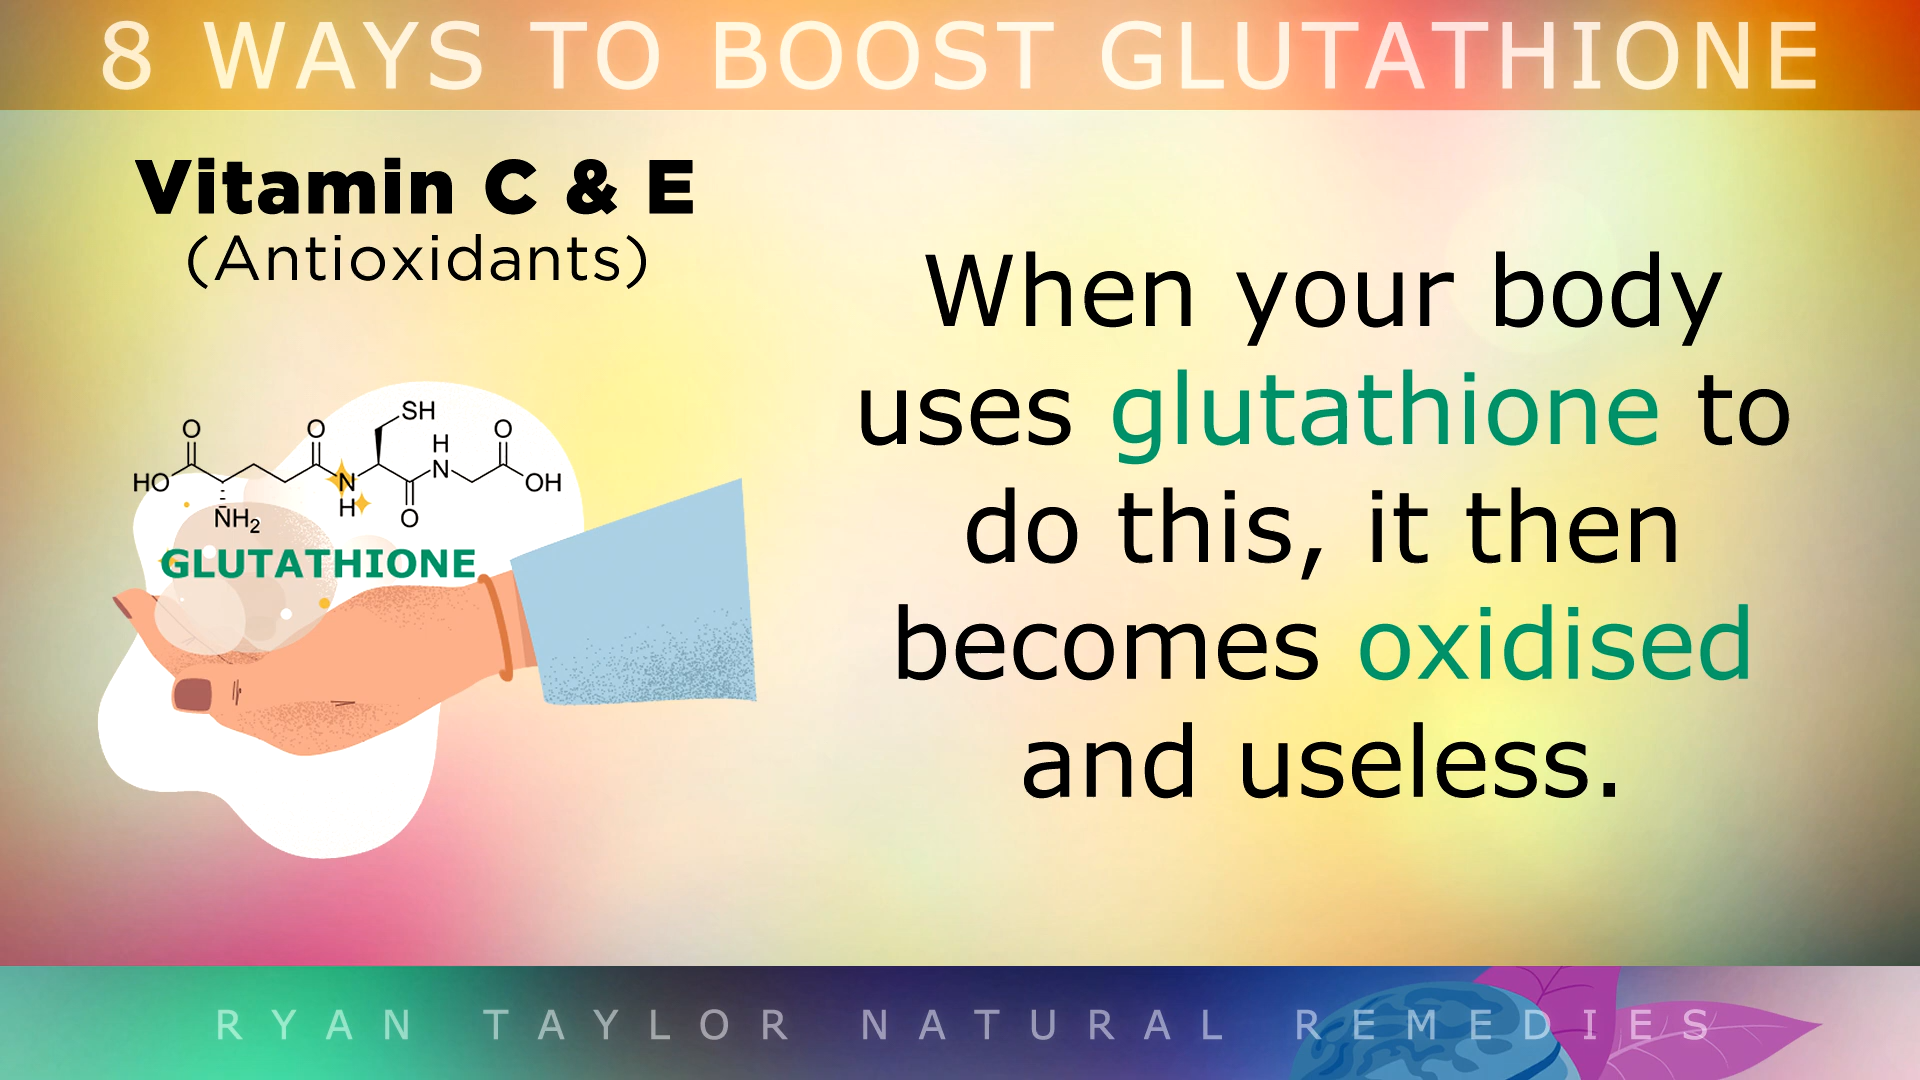 8 WAYS TO BOOST GLUTATHIONE
Vitamin C & E
(Antioxidants)
SH
O
O
H
O
HO
N
N
OH
H
NH2
O
GLUTATHIONE
When your body
uses glutathione to
do this, it then
becomes oxidised
and useless.
RYAN TAYLOR NATURAL REMEDIES